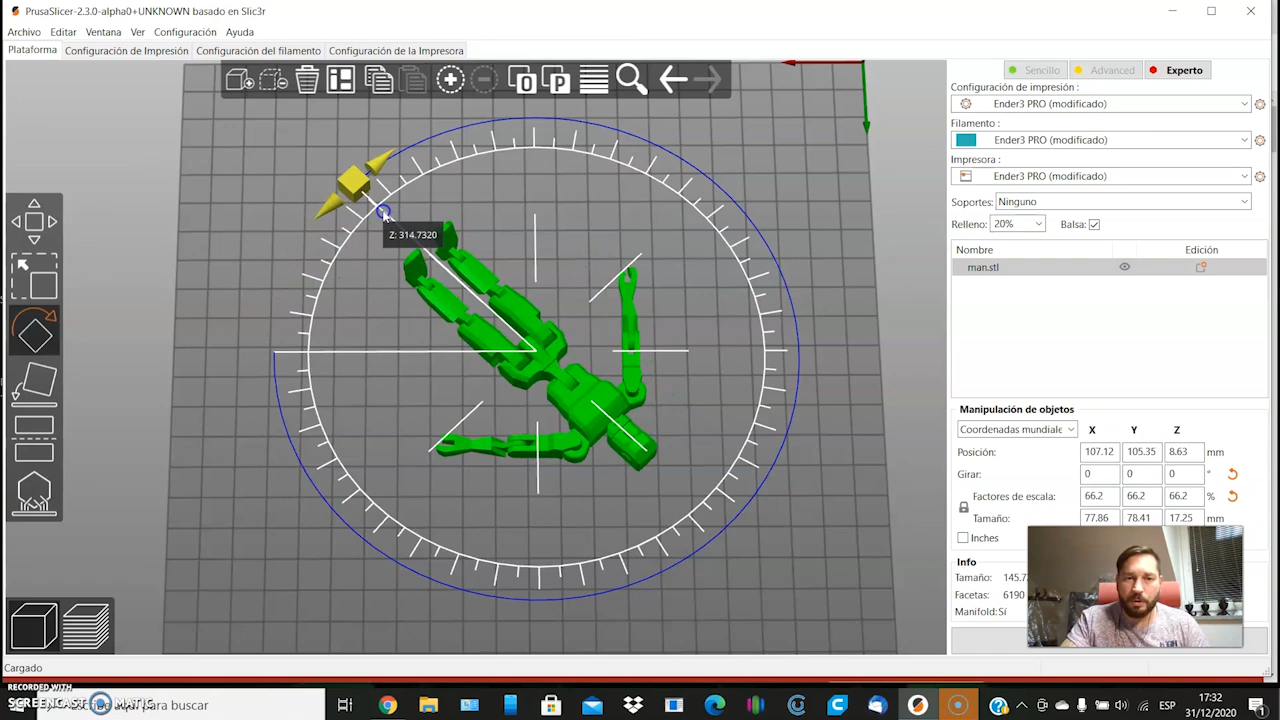 PrusaSlicer-2.3.0-alpha0+UNKNOWN basado en Slic3r
Archivo Editar Ventana Ver Configuración Ayuda
Plataforma Configuración de Impresión Configuración del filamento Configuración de la Impresora
Sencillo Advanced Experto
Configuración de impresión :
Ender3 PRO (modificado)
Filamento :
Ender3 PRO (modificado)
Impresora :
Ender3 PRO (modificado)
Soportes: Ninguno
Relleno: 20% Balsa:
Nombre Edición
man.stl
Z: 314.7320
Manipulación de objetos
Coordenadas mundiale X Y Z
Posición: 107.12 105.35 8.63 mm
Girar: 0 0 0 °
Factores de escala: 66.2 66.2 66.2 %
Tamaño: 77.86 78.41 17.25 mm
Inches
Info
Tamaño: 145.7
Facetas: 6190
Manifold: Sí
O P
Cargado
RECORDED WITH
SCREENCAST MATIC
para buscar
ESP
17:32
31/12/2020